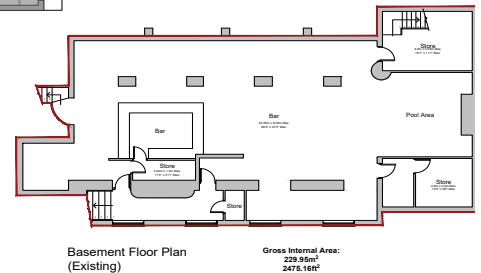 Store
Pool Area
Bar
Bar
Store
Store
Store
Basement Floor Plan
(Existing)
Gross Internal Area:
229.95m²
2475.16ft²